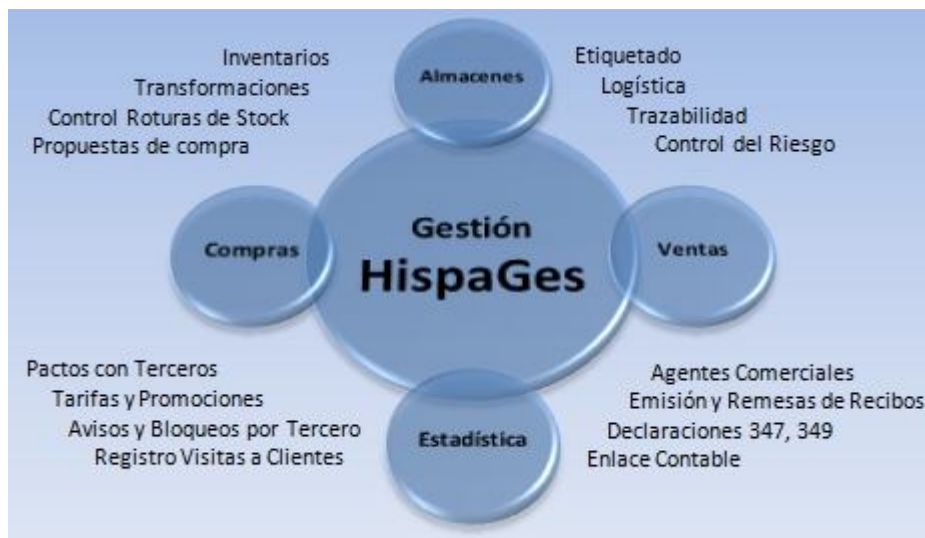 Inventarios
Transformaciones
Control Roturas de Stock
Propuestas de compra
Almacenes
Etiquetado
Logística
Trazabilidad
Control del Riesgo
Compras
Gestión
HispaGes
Ventas
Pactos con Terceros
Tarifas y Promociones
Avisos y Bloqueos por Tercero
Registro Visitas a Clientes
Estadística
Agentes Comerciales
Emisión y Remesas de Recibos
Declaraciones 347, 349
Enlace Contable